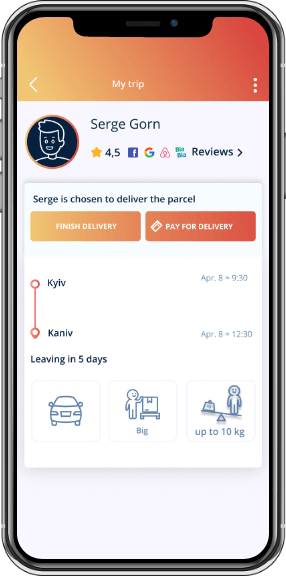 My trip
Serge Gorn
4,5 Reviews
Serge is chosen to deliver the parcel
FINISH DELIVERY PAY FOR DELIVERY
Kyiv Apr. 8 ≈ 9:30
Kaniv Apr. 8 ≈ 12:30
Leaving in 5 days
Big up to 10 kg